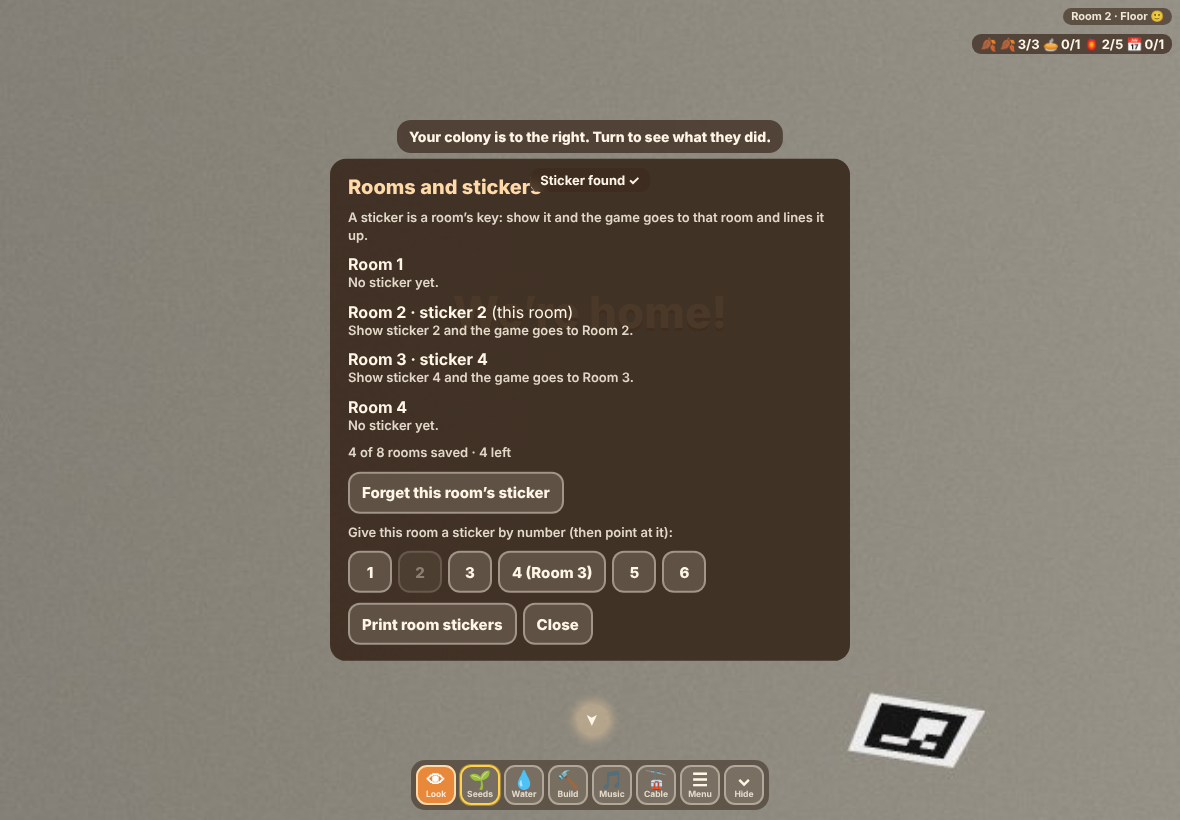 Room 2 · Floor 🙂
🍂 🍂 3/3 🥧 0/1 🧧 2/5 📅 0/1
Your colony is to the right. Turn to see what they did.
Sticker found ✓
Rooms and stickers
A sticker is a room’s key: show it and the game goes to that room and lines it
up.
Room 1
No sticker yet.
We’re home!
Room 2 · sticker 2 (this room)
Show sticker 2 and the game goes to Room 2.
Room 3 · sticker 4
Show sticker 4 and the game goes to Room 3.
Room 4
No sticker yet.
4 of 8 rooms saved · 4 left
Forget this room’s sticker
Give this room a sticker by number (then point at it):
1 2 3 4 (Room 3) 5 6
Print room stickers Close
Look Seeds Water Build Music Cable Menu Hide